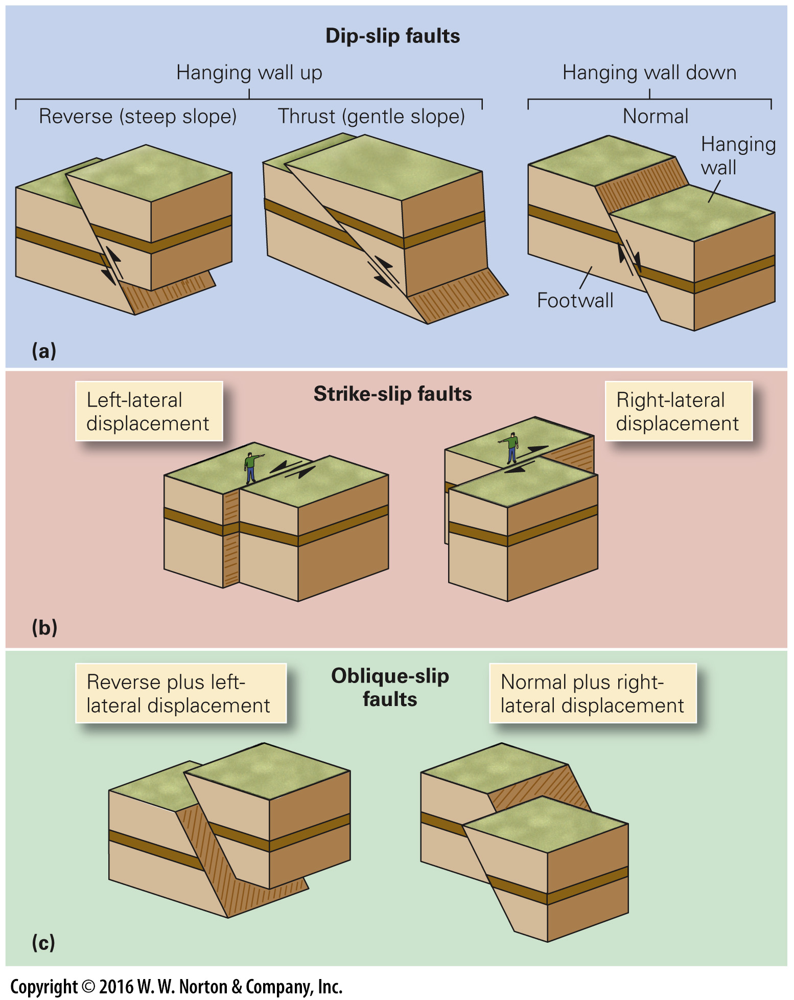 Dip-slip faults
Hanging wall up
Hanging wall down
Reverse (steep slope)
Thrust (gentle slope)
Normal
Hanging
wall
Footwall
(a)
Left-lateral
displacement
Strike-slip faults
Right-lateral
displacement
(b)
Reverse plus left-
lateral displacement
Oblique-slip
faults
Normal plus right-
lateral displacement
(c)
Copyright © 2016 W. W. Norton & Company, Inc.